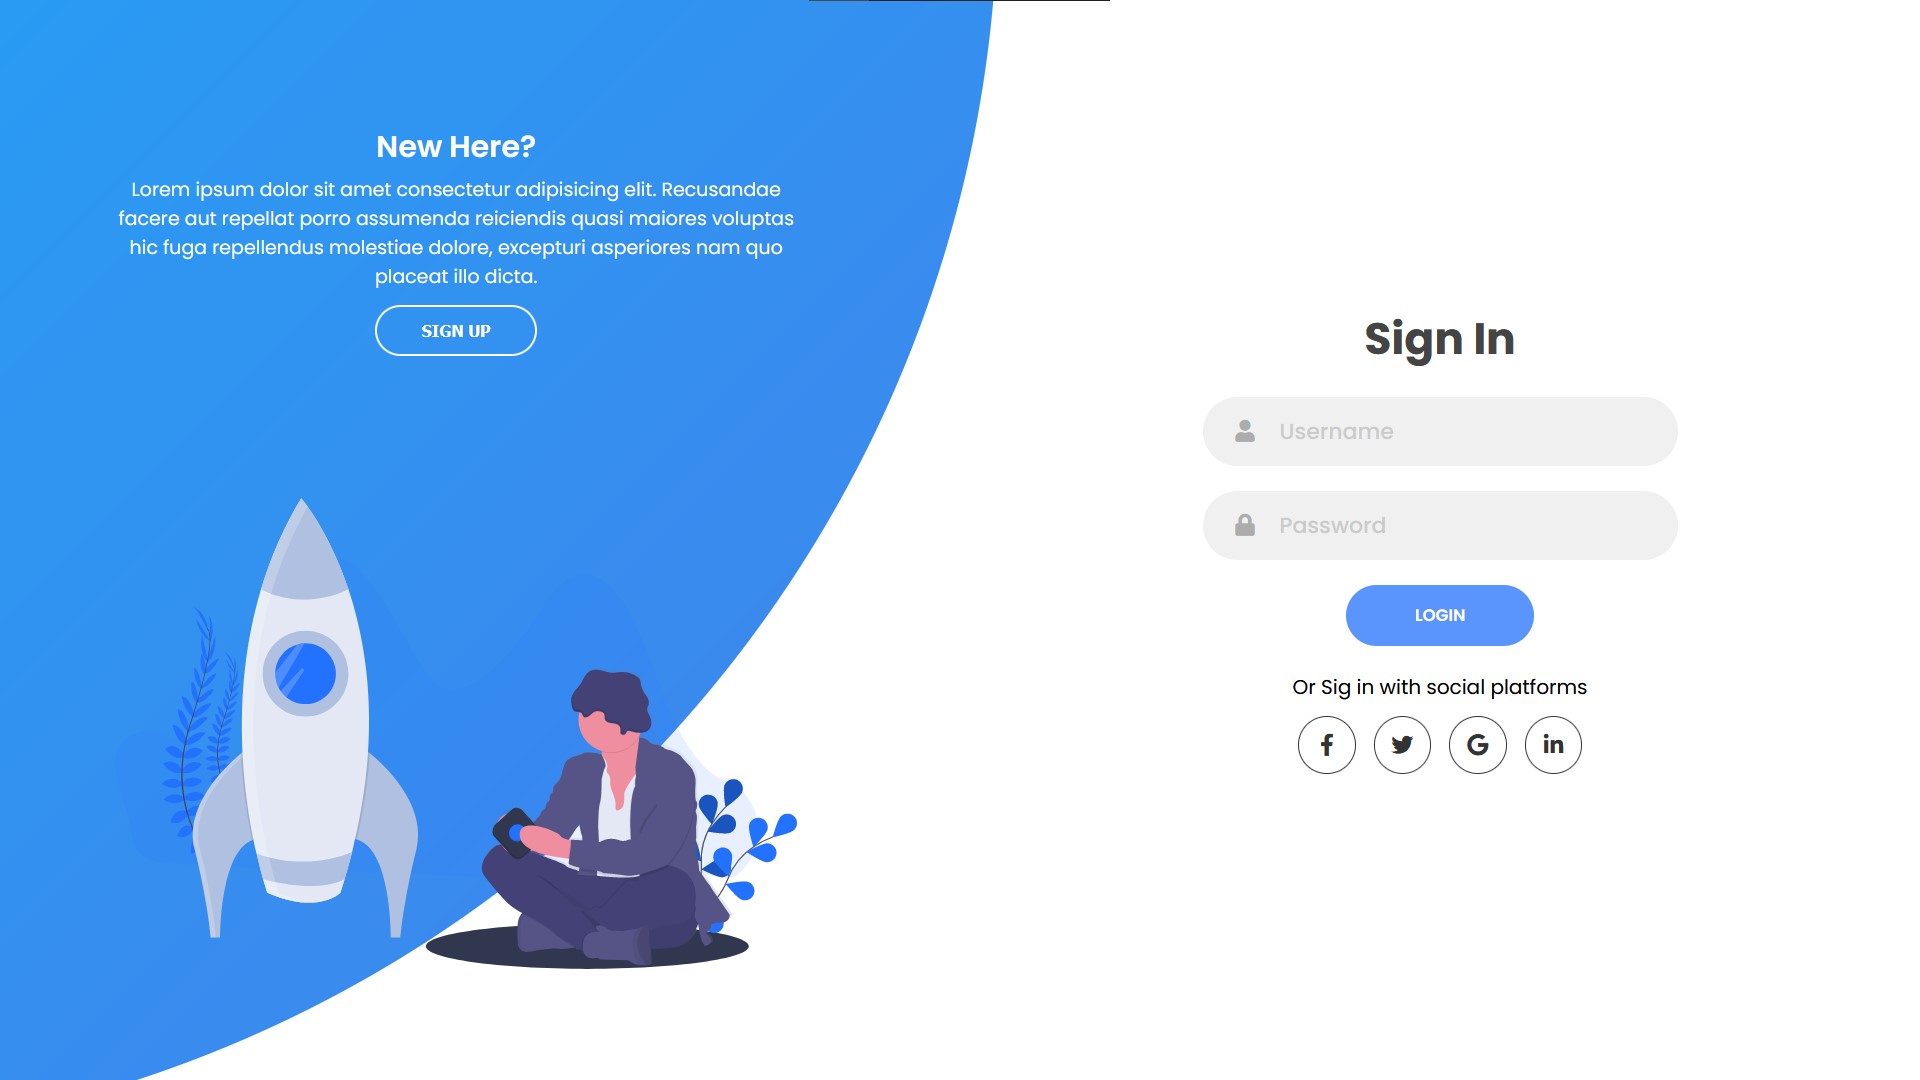 New Here?
Lorem ipsum dolor sit amet consectetur adipisicing elit. Recusandae
facere aut repellat porro assumenda reiciendis quasi maiores voluptas
hic fuga repellendus molestiae dolore, excepturi asperiores nam quo
placeat illo dicta.
SIGN UP
Sign In
Username
Password
LOGIN
Or Sig in with social platforms